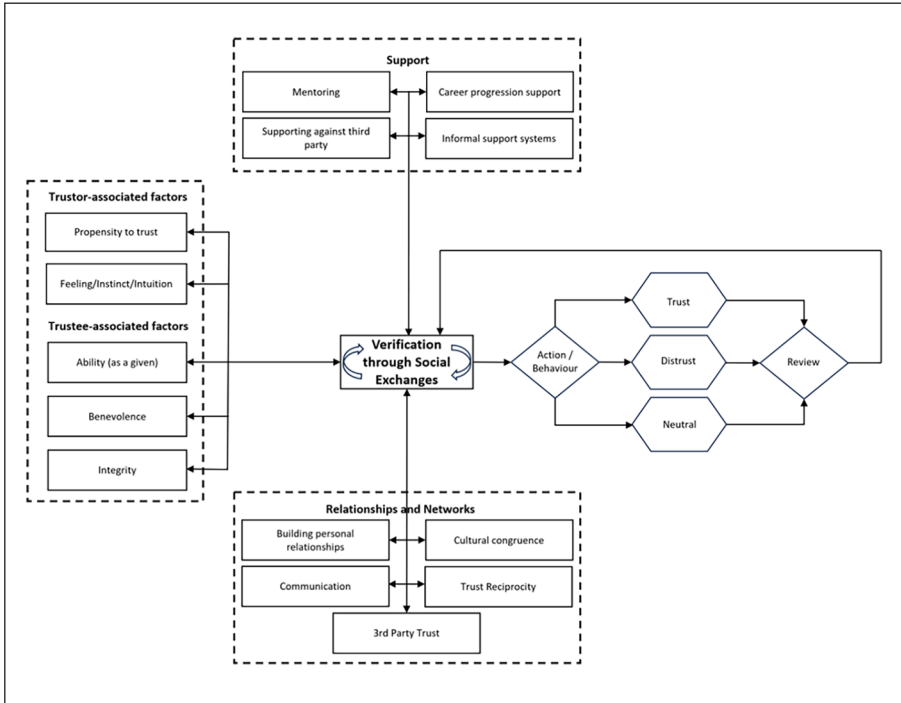 Support
Mentoring
Career progression support
Supporting against third
party
Informal support systems
Trustor-associated factors
Propensity to trust
Feeling/Instinct/Intuition
Trustee-associated factors
Ability (as a given)
Benevolence
Integrity
Verification
through Social
Exchanges
Action /
Behaviour
Trust
Distrust
Neutral
Review
Relationships and Networks
Building personal
relationships
Cultural congruence
Communication
Trust Reciprocity
3rd Party Trust